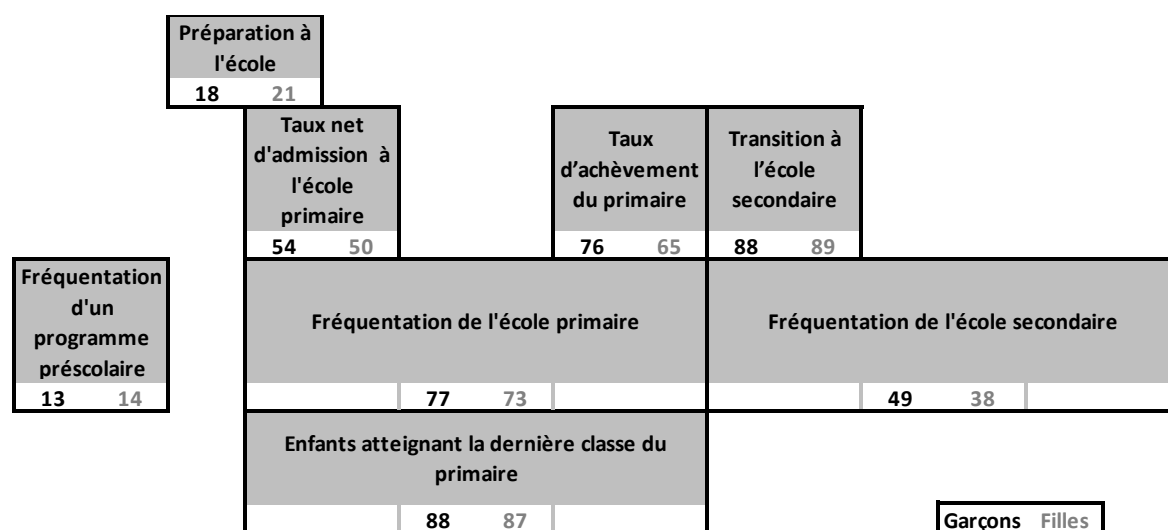 Préparation à
l'école
18 21
Taux net
d'admission à
l'école
primaire
54 50
Taux
d’achèvement
du primaire
76 65
Transition à
l’école
secondaire
88 89
Fréquentation
d'un
programme
préscolaire
13 14
Fréquentation de l'école primaire
77 73
Fréquentation de l'école secondaire
49 38
Enfants atteignant la dernière classe du
primaire
88 87
Garçons Filles